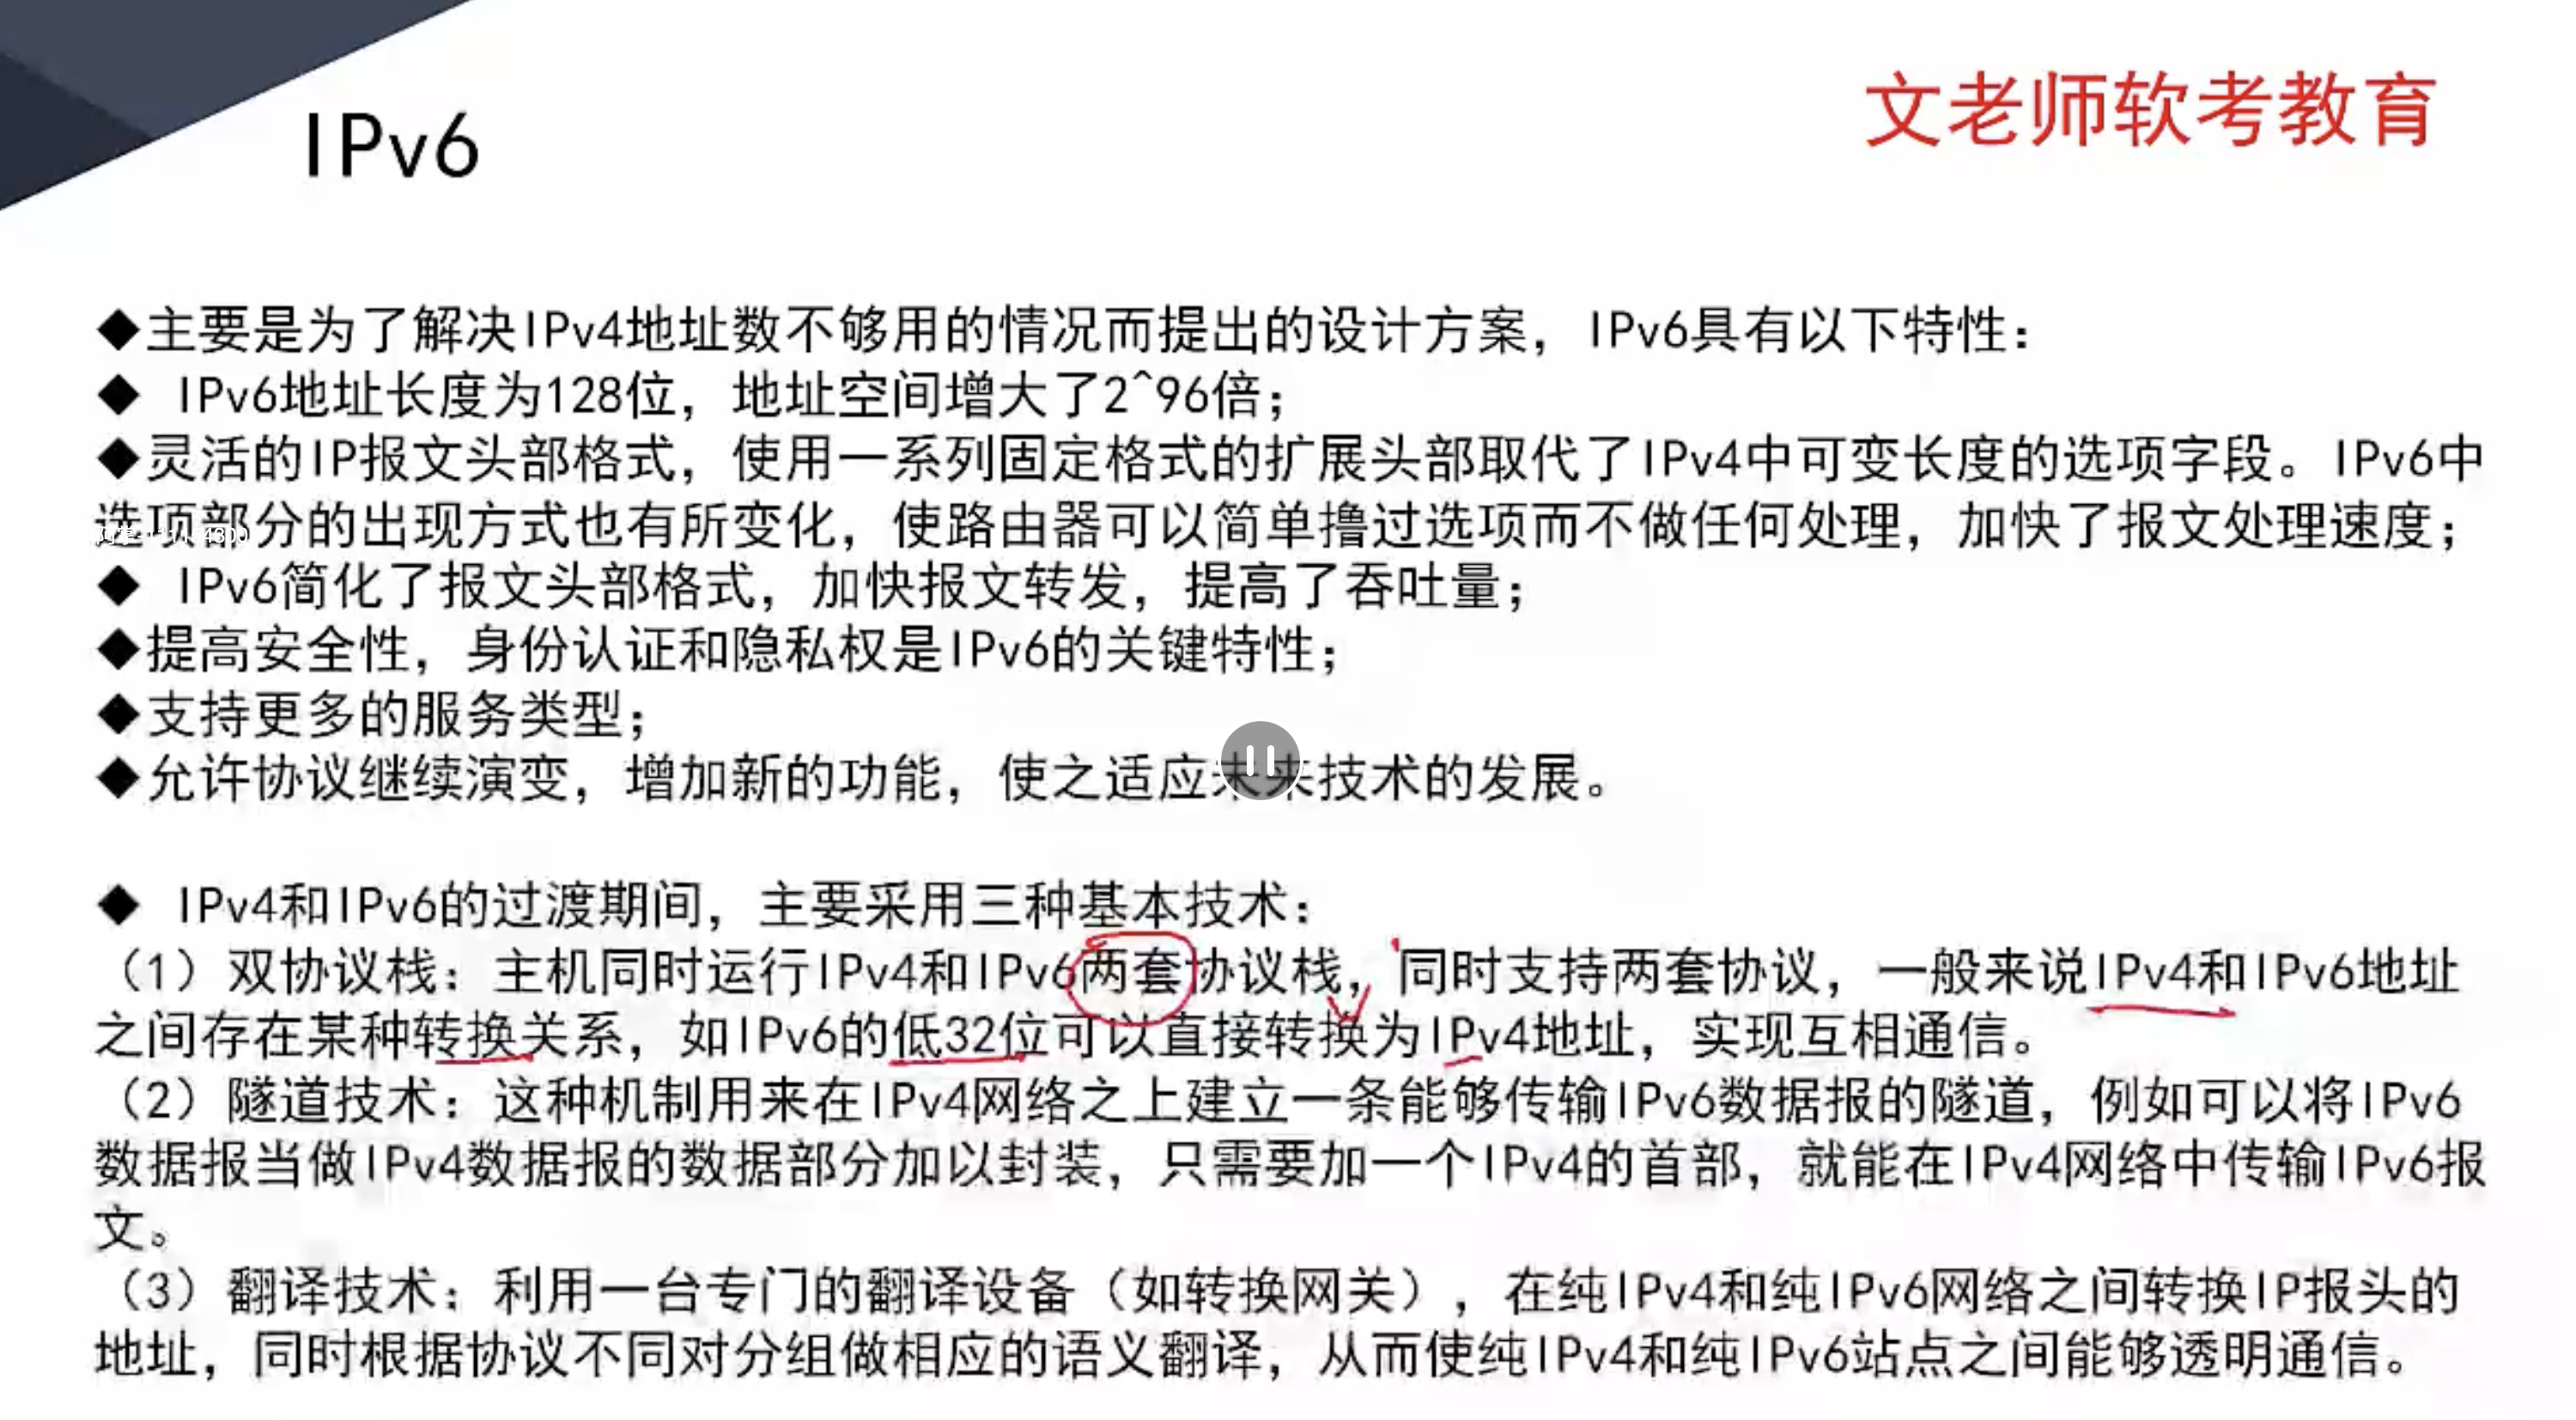 文老师软考教育
IPv6
◆主要是为了解决IPv4地址数不够用的情况而提出的设计方案，IPv6具有以下特性：
◆ IPv6地址长度为128位，地址空间增大了2^96倍；
◆灵活的IP报文头部格式，使用一系列固定格式的扩展头部取代了IPv4中可变长度的选项字段。IPv6中
选项部分的出现方式也有所变化，使路由器可以简单撸过选项而不做任何处理，加快了报文处理速度；
◆ IPv6简化了报文头部格式，加快报文转发，提高了吞吐量；
◆提高安全性，身份认证和隐私权是IPv6的关键特性；
◆支持更多的服务类型；
◆允许协议继续演变，增加新的功能，使之适应未来技术的发展。
◆ IPv4和IPv6的过渡期间，主要采用三种基本技术：
（1）双协议栈：主机同时运行IPv4和IPv6两套协议栈，同时支持两套协议，一般来说IPv4和IPv6地址
之间存在某种转换关系，如IPv6的低32位可以直接转换为IPv4地址，实现互相通信。
（2）隧道技术：这种机制用来在IPv4网络之上建立一条能够传输IPv6数据报的隧道，例如可以将IPv6
数据报当做IPv4数据报的数据部分加以封装，只需要加一个IPv4的首部，就能在IPv4网络中传输IPv6报
文。
（3）翻译技术：利用一台专门的翻译设备（如转换网关），在纯IPv4和纯IPv6网络之间转换IP报头的
地址，同时根据协议不同对分组做相应的语义翻译，从而使纯IPv4和纯IPv6站点之间能够透明通信。